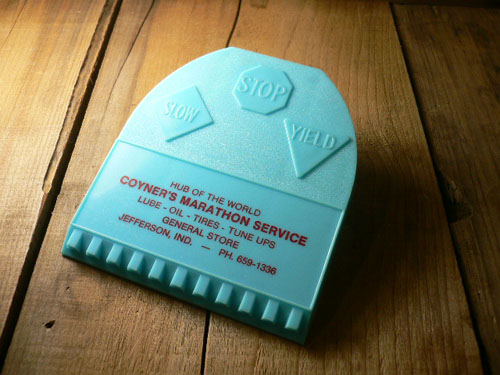 STOP
SLOW
YIELD
HUB OF THE WORLD
COYNER'S MARATHON SERVICE
LUBE - OIL - TIRES - TUNE UPS
GENERAL STORE
JEFFERSON, IND. — PH. 659-1336